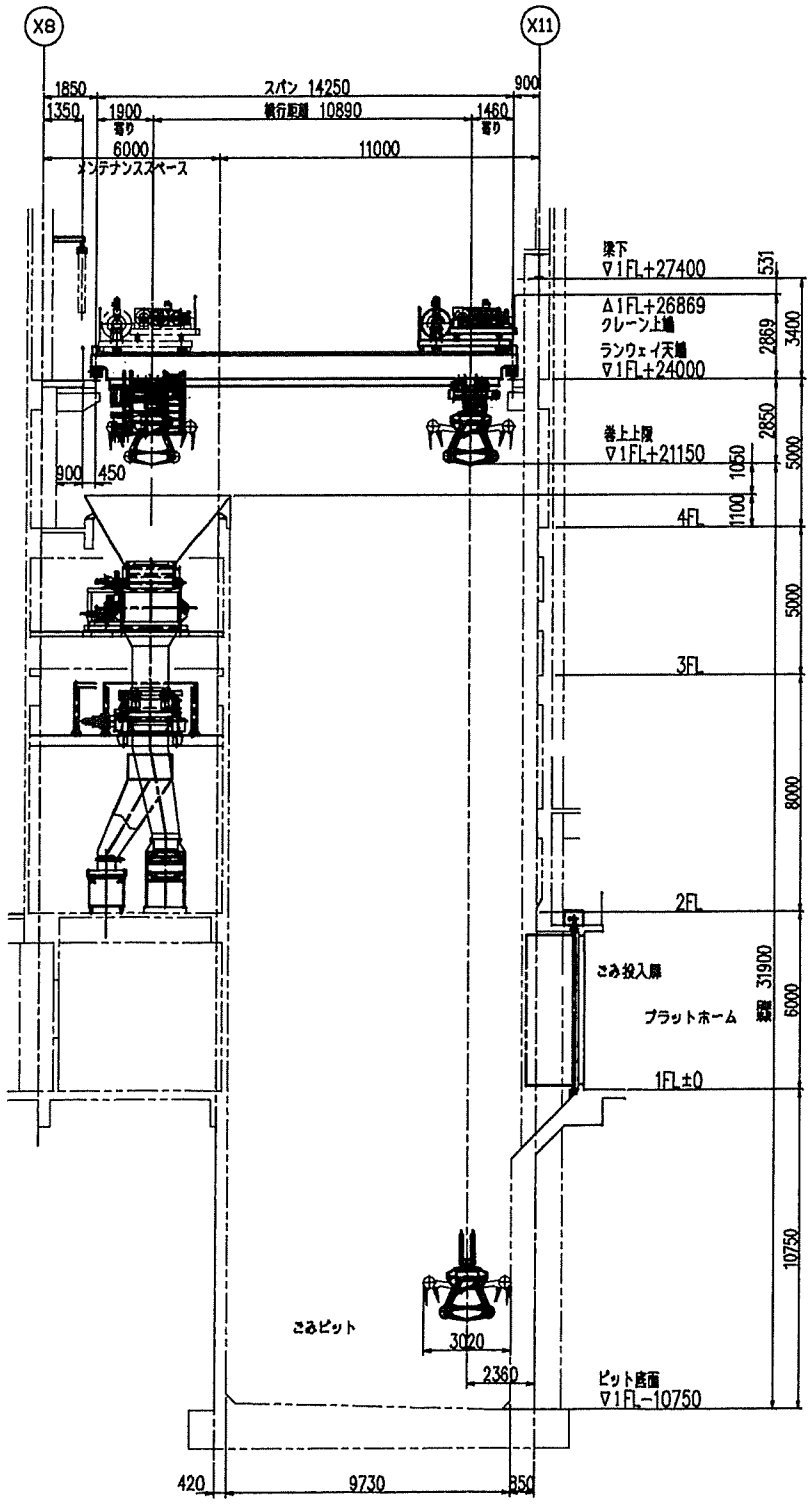 X8
X11
1850
スパン 14250
900
1350
1900
横行距離 10890
1460
寄り
寄り
6000
11000
メンテナンススペース
梁下
▽1FL+27400
531
△1FL+26869
クレーン上端
2869
3400
ランウェイ天端
▽1FL+24000
2850
5000
巻上上限
▽1FL+21150
1050
900
450
1100
4FL
5000
3FL
8000
2FL
ごみ投入扉
プラットホーム
揚程 31900
6000
1FL±0
10750
ごみピット
3020
2360
ピット底面
▽1FL-10750
420
9730
850